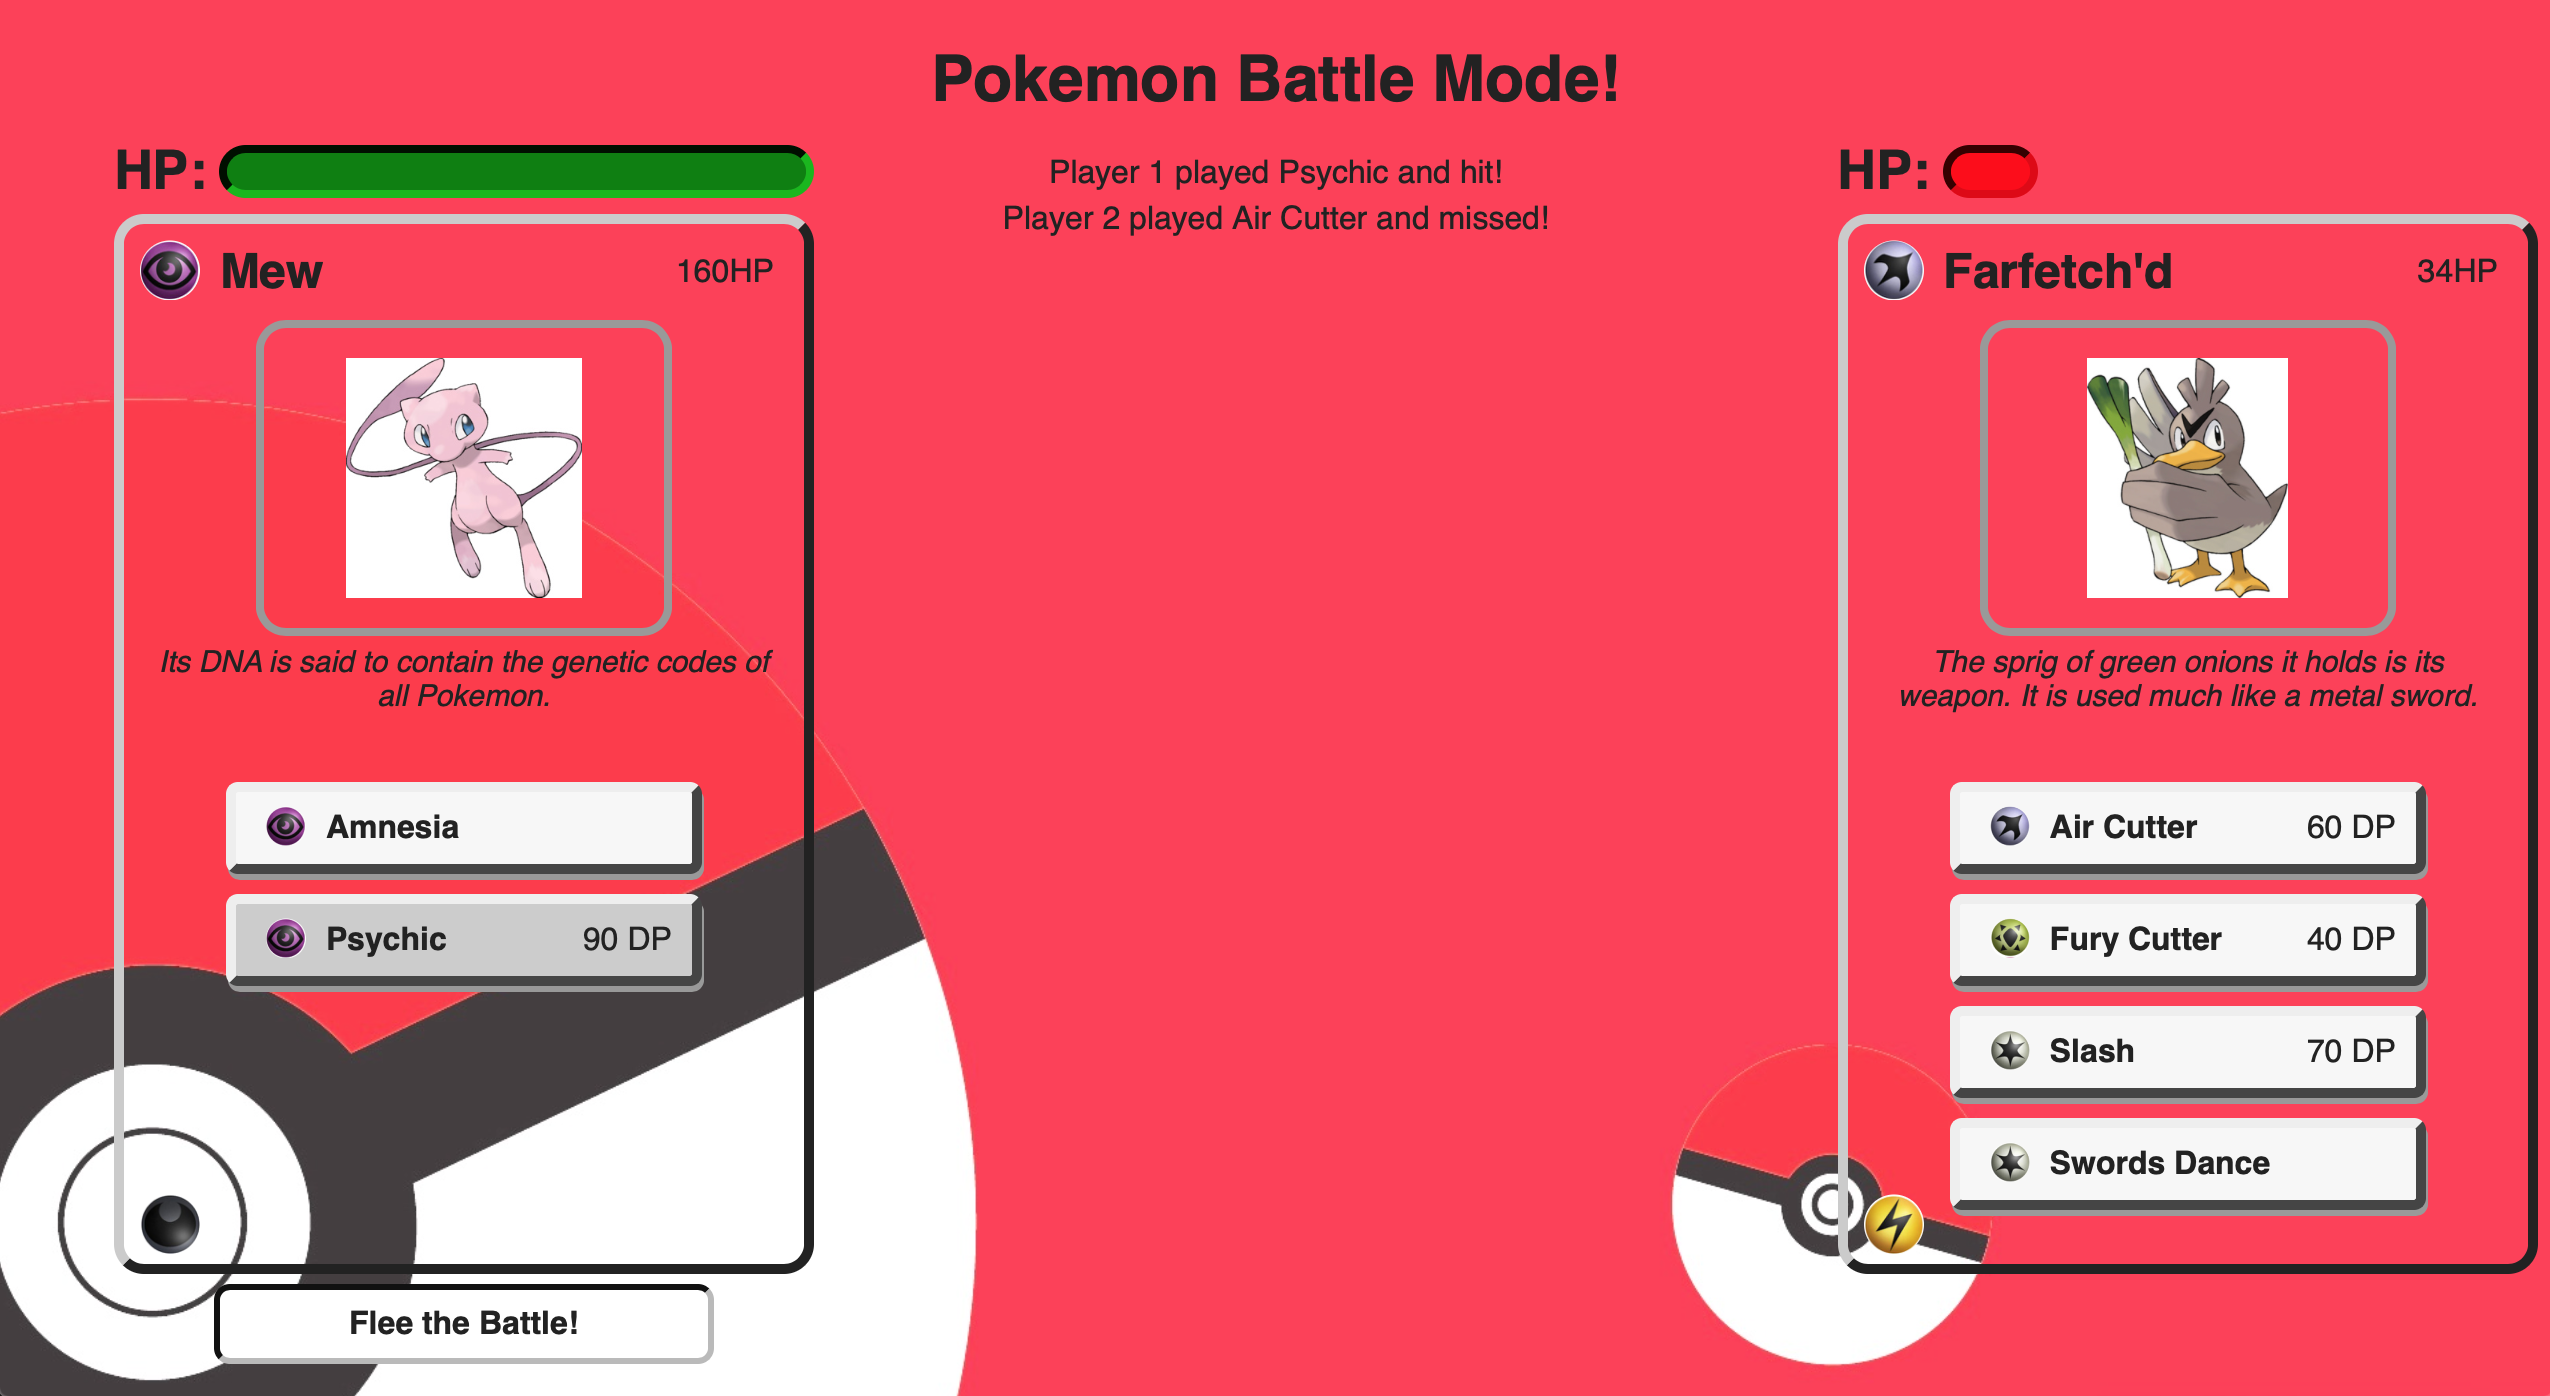 Pokemon Battle Mode!
HP:
Player 1 played Psychic and hit!
Player 2 played Air Cutter and missed!
HP:
Mew 160HP
Its DNA is said to contain the genetic codes of
all Pokemon.
Amnesia
Psychic 90 DP
Flee the Battle!
Farfetch'd 34HP
The sprig of green onions it holds is its
weapon. It is used much like a metal sword.
Air Cutter 60 DP
Fury Cutter 40 DP
Slash 70 DP
Swords Dance